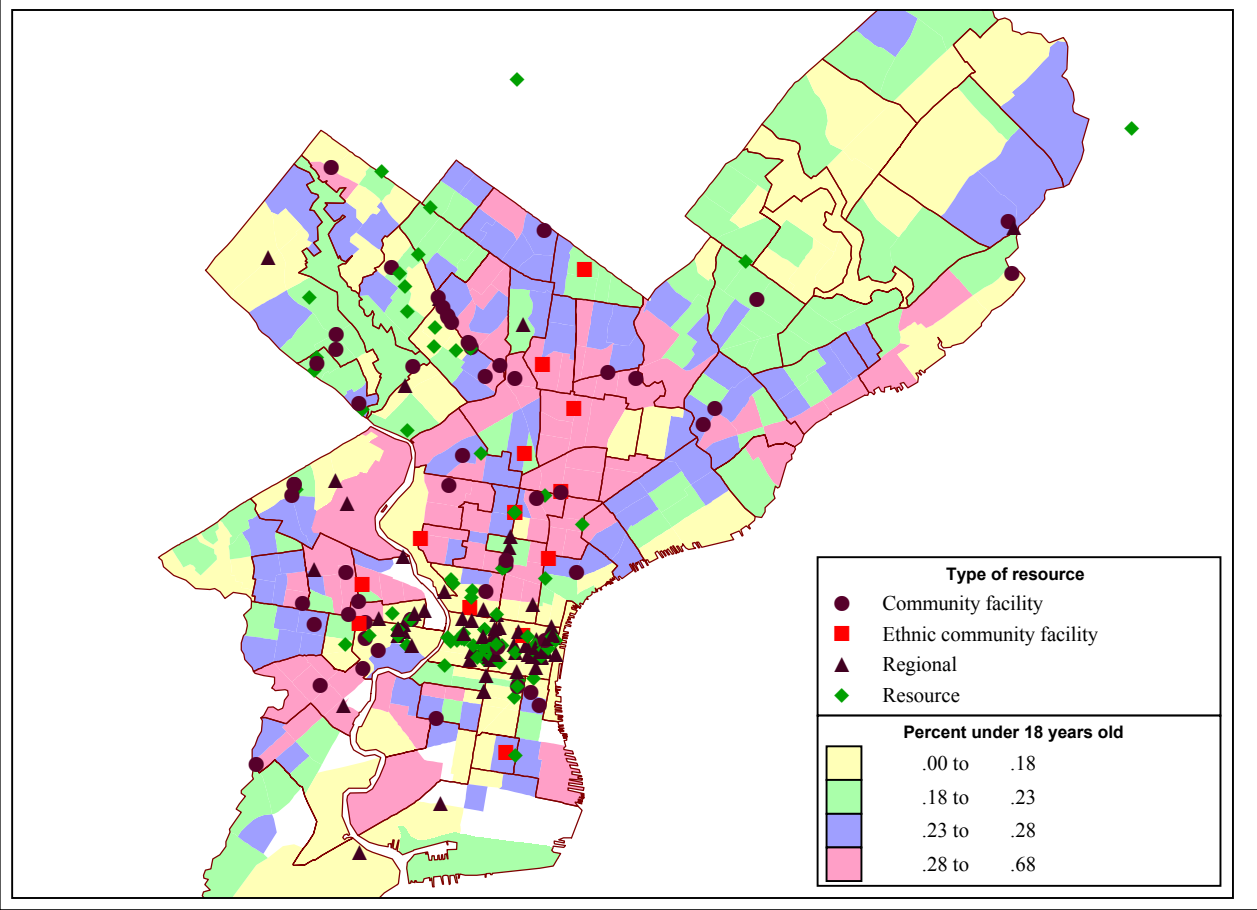 Type of resource
Community facility
Ethnic community facility
Regional
Resource
Percent under 18 years old
.00 to .18
.18 to .23
.23 to .28
.28 to .68